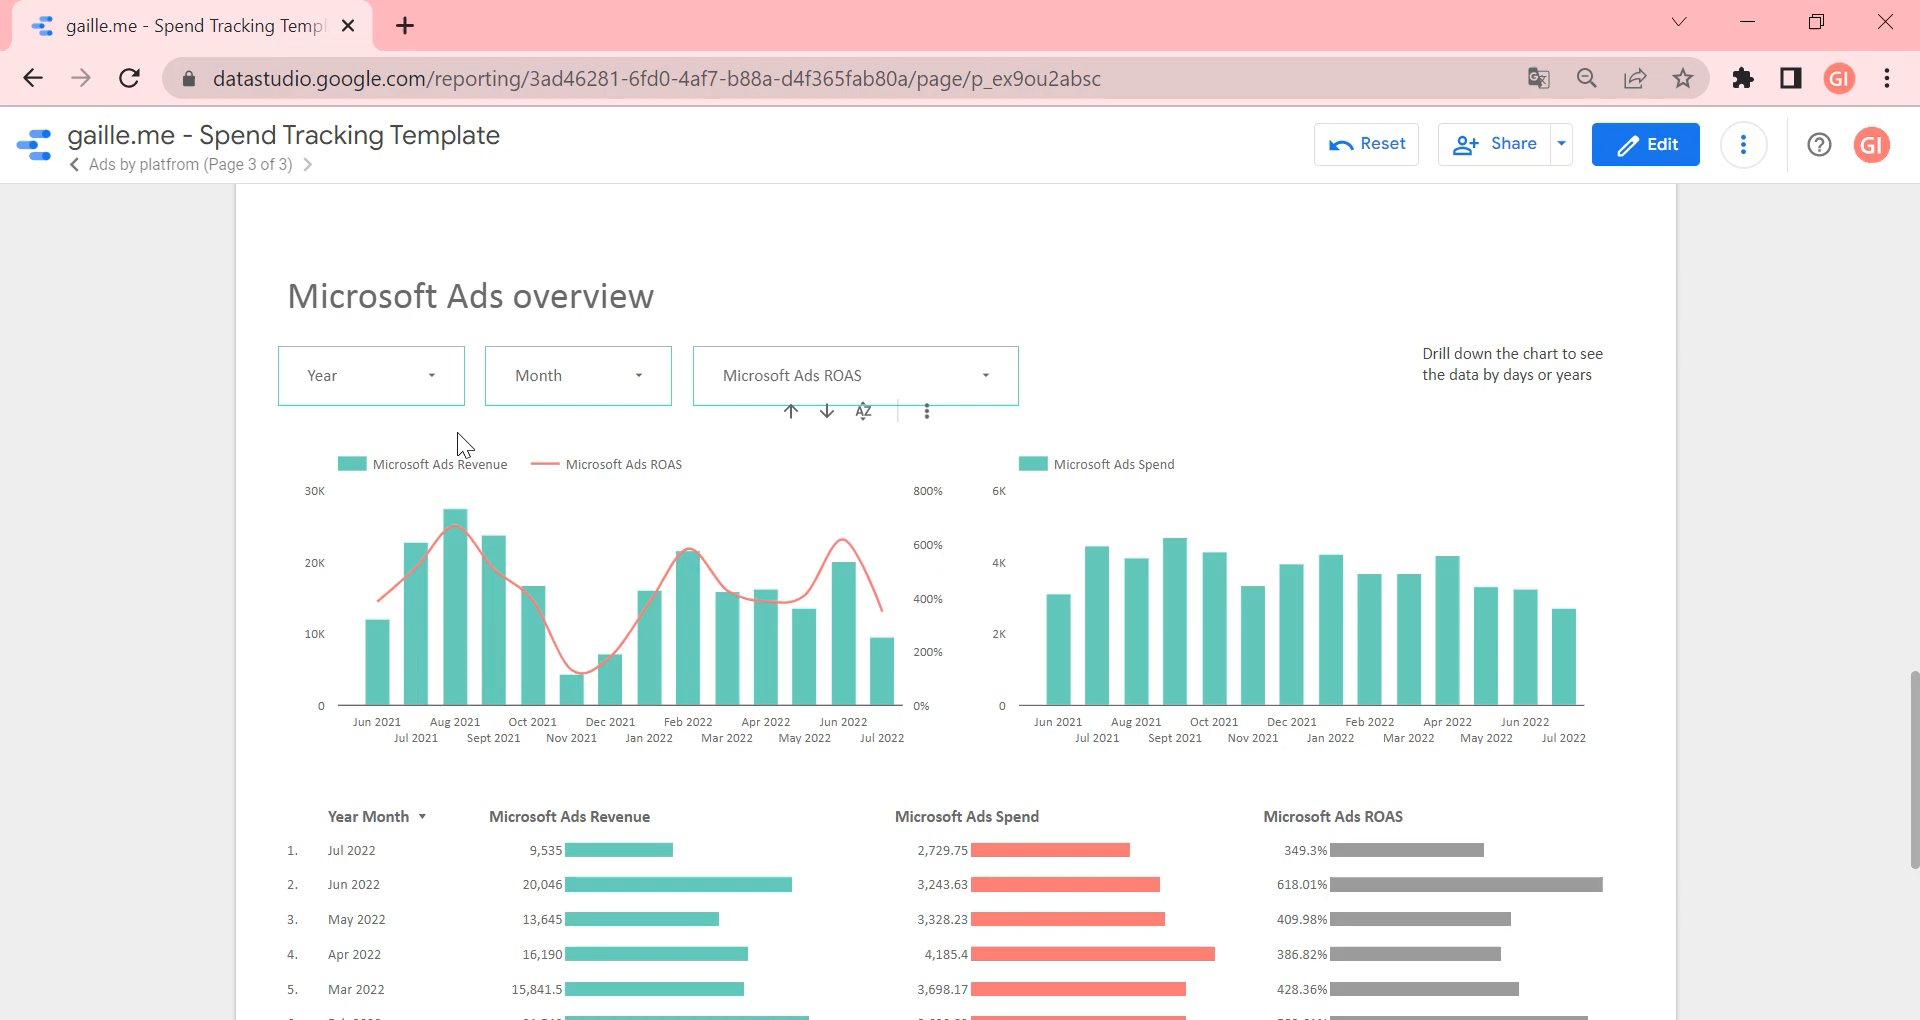 gaille.me - Spend Tracking Temp
datastudio.google.com/reporting/3ad46281-6fd0-4af7-b88a-d4f365fab80a/page/p_ex9ou2absc
GI
gaille.me - Spend Tracking Template
Ads by platfrom (Page 3 of 3)
Reset
Share
Edit
GI
Microsoft Ads overview
Year
Month
Microsoft Ads ROAS
Drill down the chart to see
the data by days or years
AZ
Microsoft Ads Revenue
Microsoft Ads ROAS
30K
20K
10K
0
800%
600%
400%
200%
0%
Jun 2021 Aug 2021 Oct 2021 Dec 2021 Feb 2022 Apr 2022 Jun 2022
Jul 2021 Sept 2021 Nov 2021 Jan 2022 Mar 2022 May 2022 Jul 2022
Microsoft Ads Spend
6K
4K
2K
0
Jun 2021 Aug 2021 Oct 2021 Dec 2021 Feb 2022 Apr 2022 Jun 2022
Jul 2021 Sept 2021 Nov 2021 Jan 2022 Mar 2022 May 2022 Jul 2022
Year Month Microsoft Ads Revenue Microsoft Ads Spend Microsoft Ads ROAS
1. Jul 2022 9,535 2,729.75 349.3%
2. Jun 2022 20,046 3,243.63 618.01%
3. May 2022 13,645 3,328.23 409.98%
4. Apr 2022 16,190 4,185.4 386.82%
5. Mar 2022 15,841.5 3,698.17 428.36%